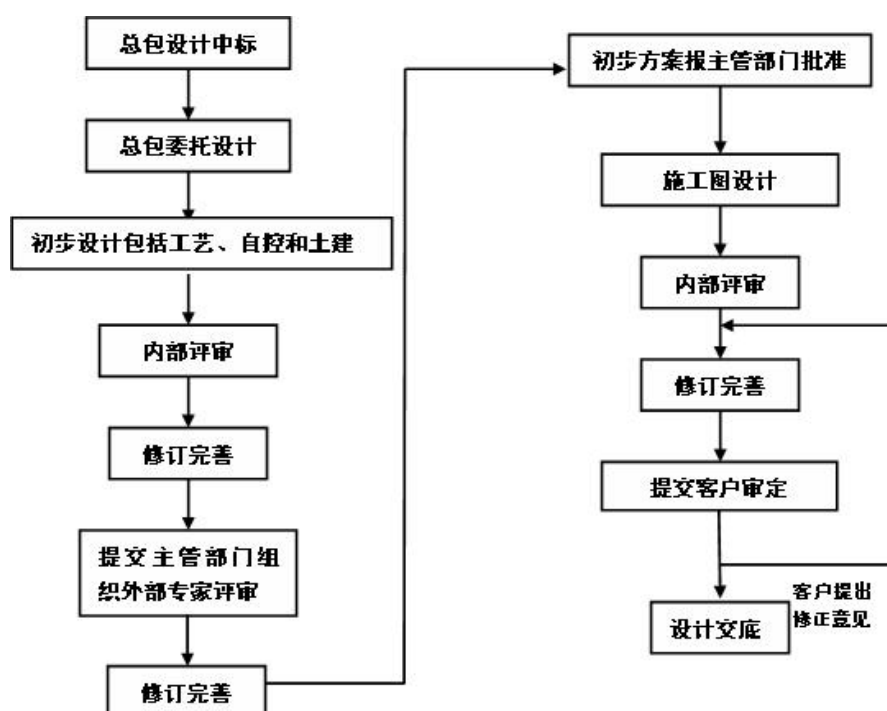 总包设计中标
总包委托设计
初步设计包括工艺、自控和土建
内部评审
修订完善
提交主管部门组
织外部专家评审
修订完善
初步方案报主管部门批准
施工图设计
内部评审
修订完善
提交客户审定
客户提出
修正意见
设计交底